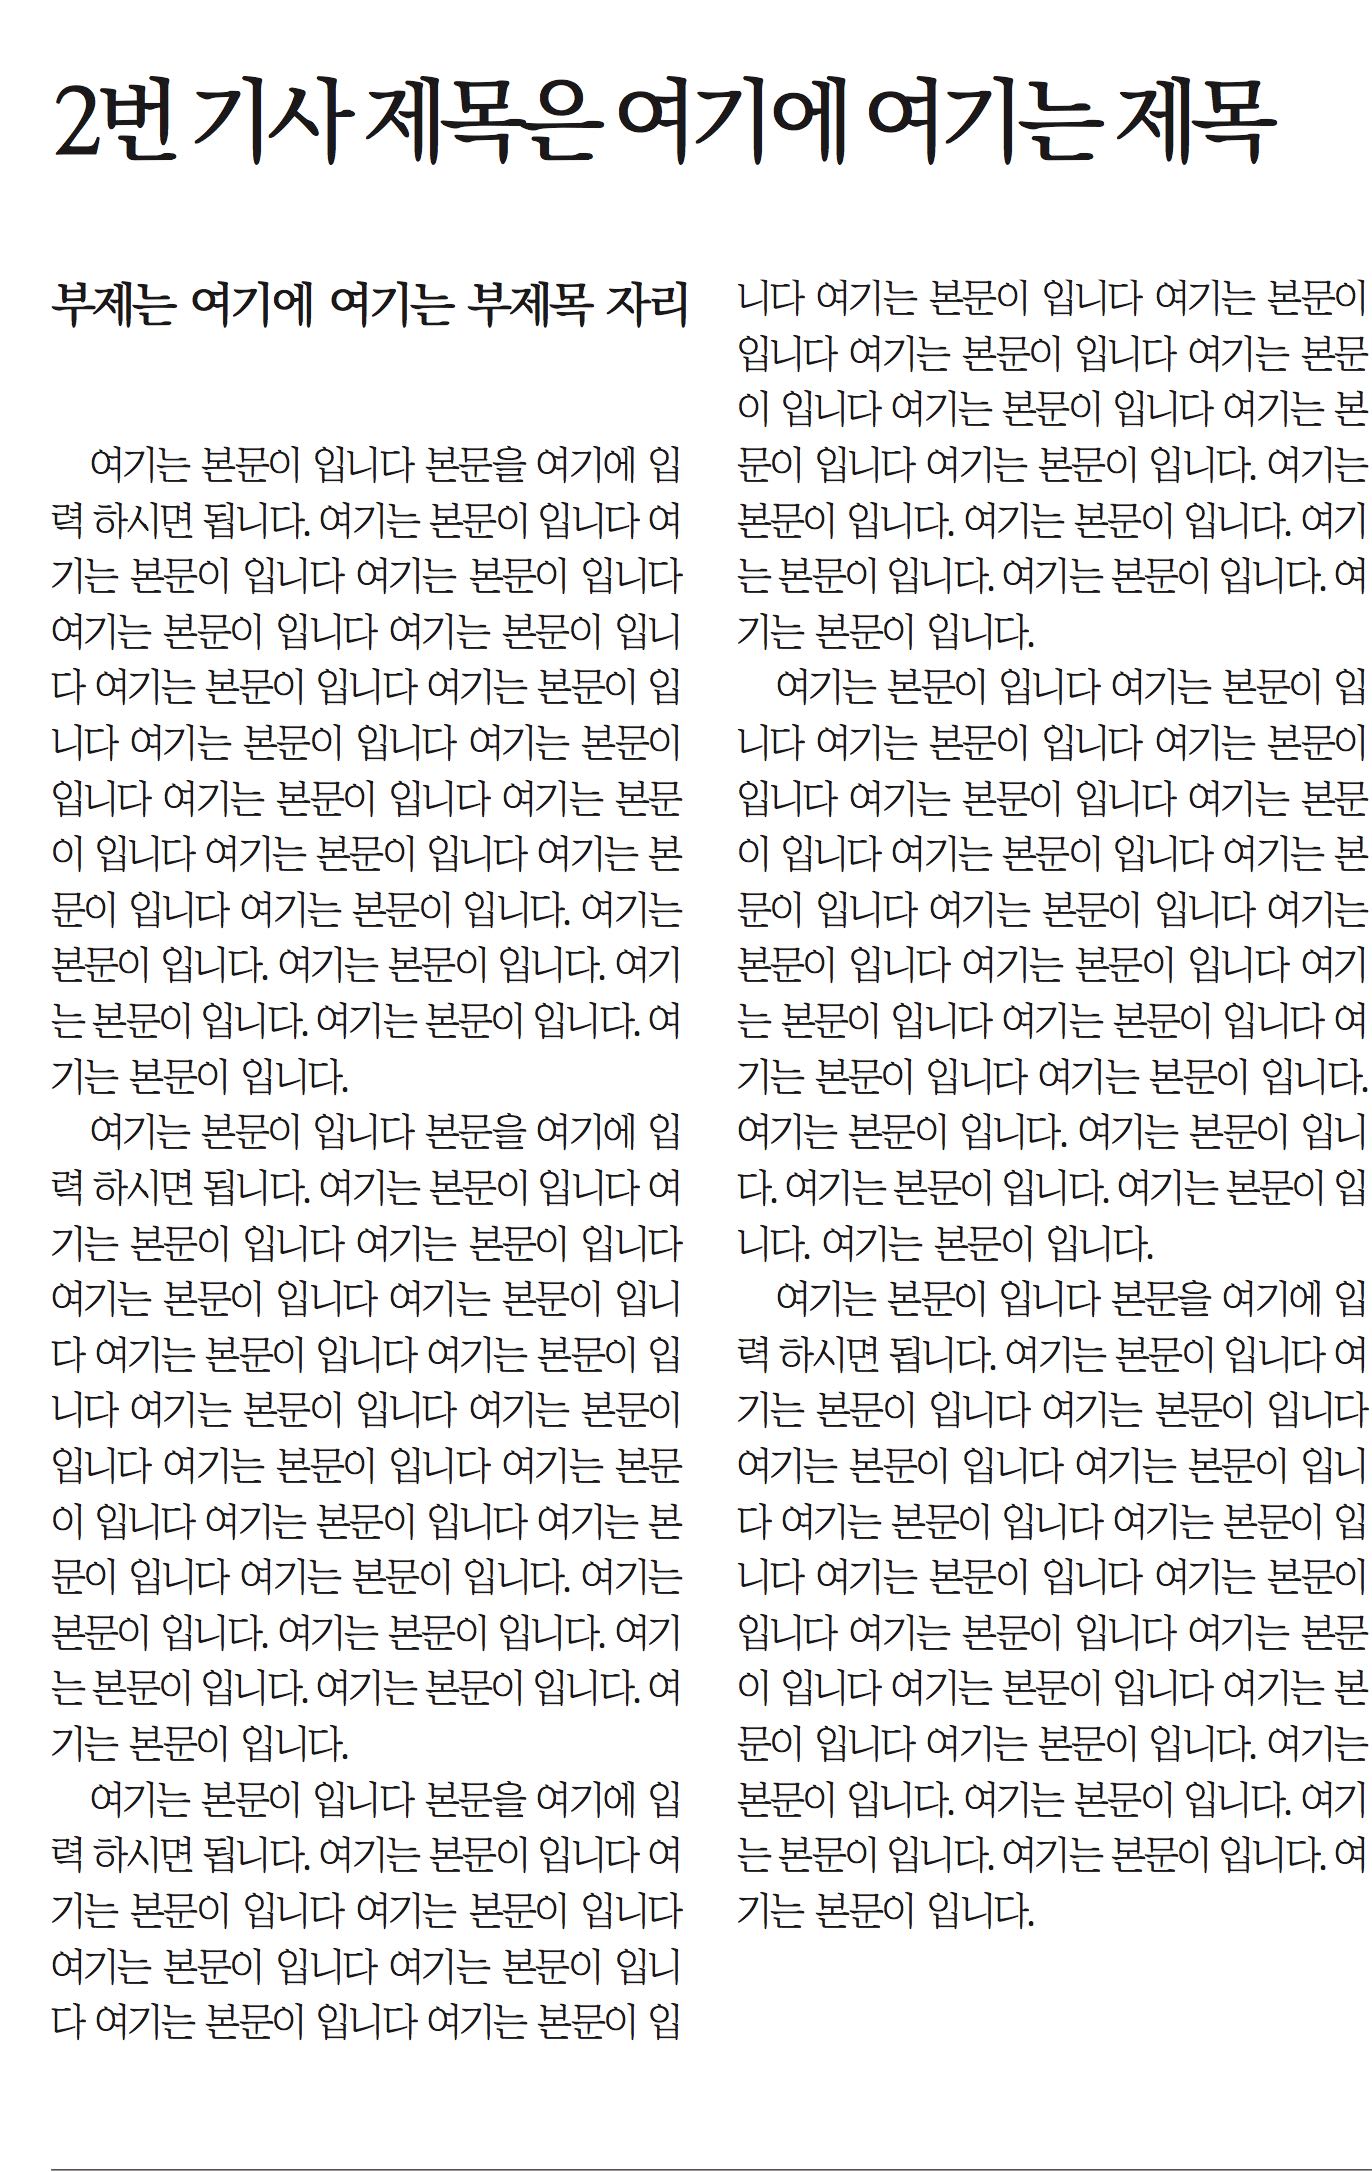 2번 기사 제목은 여기에 여기는 제목
부제는 여기에 여기는 부제목 자리
여기는 본문이 입니다 본문을 여기에 입
력 하시면 됩니다. 여기는 본문이 입니다 여
기는 본문이 입니다 여기는 본문이 입니다
여기는 본문이 입니다 여기는 본문이 입니
다 여기는 본문이 입니다 여기는 본문이 입
니다 여기는 본문이 입니다 여기는 본문이
입니다 여기는 본문이 입니다 여기는 본문
이 입니다 여기는 본문이 입니다 여기는 본
문이 입니다 여기는 본문이 입니다. 여기는
본문이 입니다. 여기는 본문이 입니다. 여기
는 본문이 입니다. 여기는 본문이 입니다. 여
기는 본문이 입니다.
여기는 본문이 입니다 본문을 여기에 입
력 하시면 됩니다. 여기는 본문이 입니다 여
기는 본문이 입니다 여기는 본문이 입니다
여기는 본문이 입니다 여기는 본문이 입니
다 여기는 본문이 입니다 여기는 본문이 입
니다 여기는 본문이 입니다 여기는 본문이
입니다 여기는 본문이 입니다 여기는 본문
이 입니다 여기는 본문이 입니다 여기는 본
문이 입니다 여기는 본문이 입니다. 여기는
본문이 입니다. 여기는 본문이 입니다. 여기
는 본문이 입니다. 여기는 본문이 입니다. 여
기는 본문이 입니다.
여기는 본문이 입니다 본문을 여기에 입
력 하시면 됩니다. 여기는 본문이 입니다 여
기는 본문이 입니다 여기는 본문이 입니다
여기는 본문이 입니다 여기는 본문이 입니
다 여기는 본문이 입니다 여기는 본문이 입
니다 여기는 본문이 입니다 여기는 본문이
입니다 여기는 본문이 입니다 여기는 본문
이 입니다 여기는 본문이 입니다 여기는 본
문이 입니다 여기는 본문이 입니다. 여기는
본문이 입니다. 여기는 본문이 입니다. 여기
는 본문이 입니다. 여기는 본문이 입니다. 여
기는 본문이 입니다.
여기는 본문이 입니다 여기는 본문이 입
니다 여기는 본문이 입니다 여기는 본문이
입니다 여기는 본문이 입니다 여기는 본문
이 입니다 여기는 본문이 입니다 여기는 본
문이 입니다 여기는 본문이 입니다 여기는
본문이 입니다 여기는 본문이 입니다 여기
는 본문이 입니다 여기는 본문이 입니다 여
기는 본문이 입니다 여기는 본문이 입니다.
여기는 본문이 입니다. 여기는 본문이 입니
다. 여기는 본문이 입니다. 여기는 본문이 입
니다. 여기는 본문이 입니다.
여기는 본문이 입니다 본문을 여기에 입
력 하시면 됩니다. 여기는 본문이 입니다 여
기는 본문이 입니다 여기는 본문이 입니다
여기는 본문이 입니다 여기는 본문이 입니
다 여기는 본문이 입니다 여기는 본문이 입
니다 여기는 본문이 입니다 여기는 본문이
입니다 여기는 본문이 입니다 여기는 본문
이 입니다 여기는 본문이 입니다 여기는 본
문이 입니다 여기는 본문이 입니다. 여기는
본문이 입니다. 여기는 본문이 입니다. 여기
는 본문이 입니다. 여기는 본문이 입니다. 여
기는 본문이 입니다.